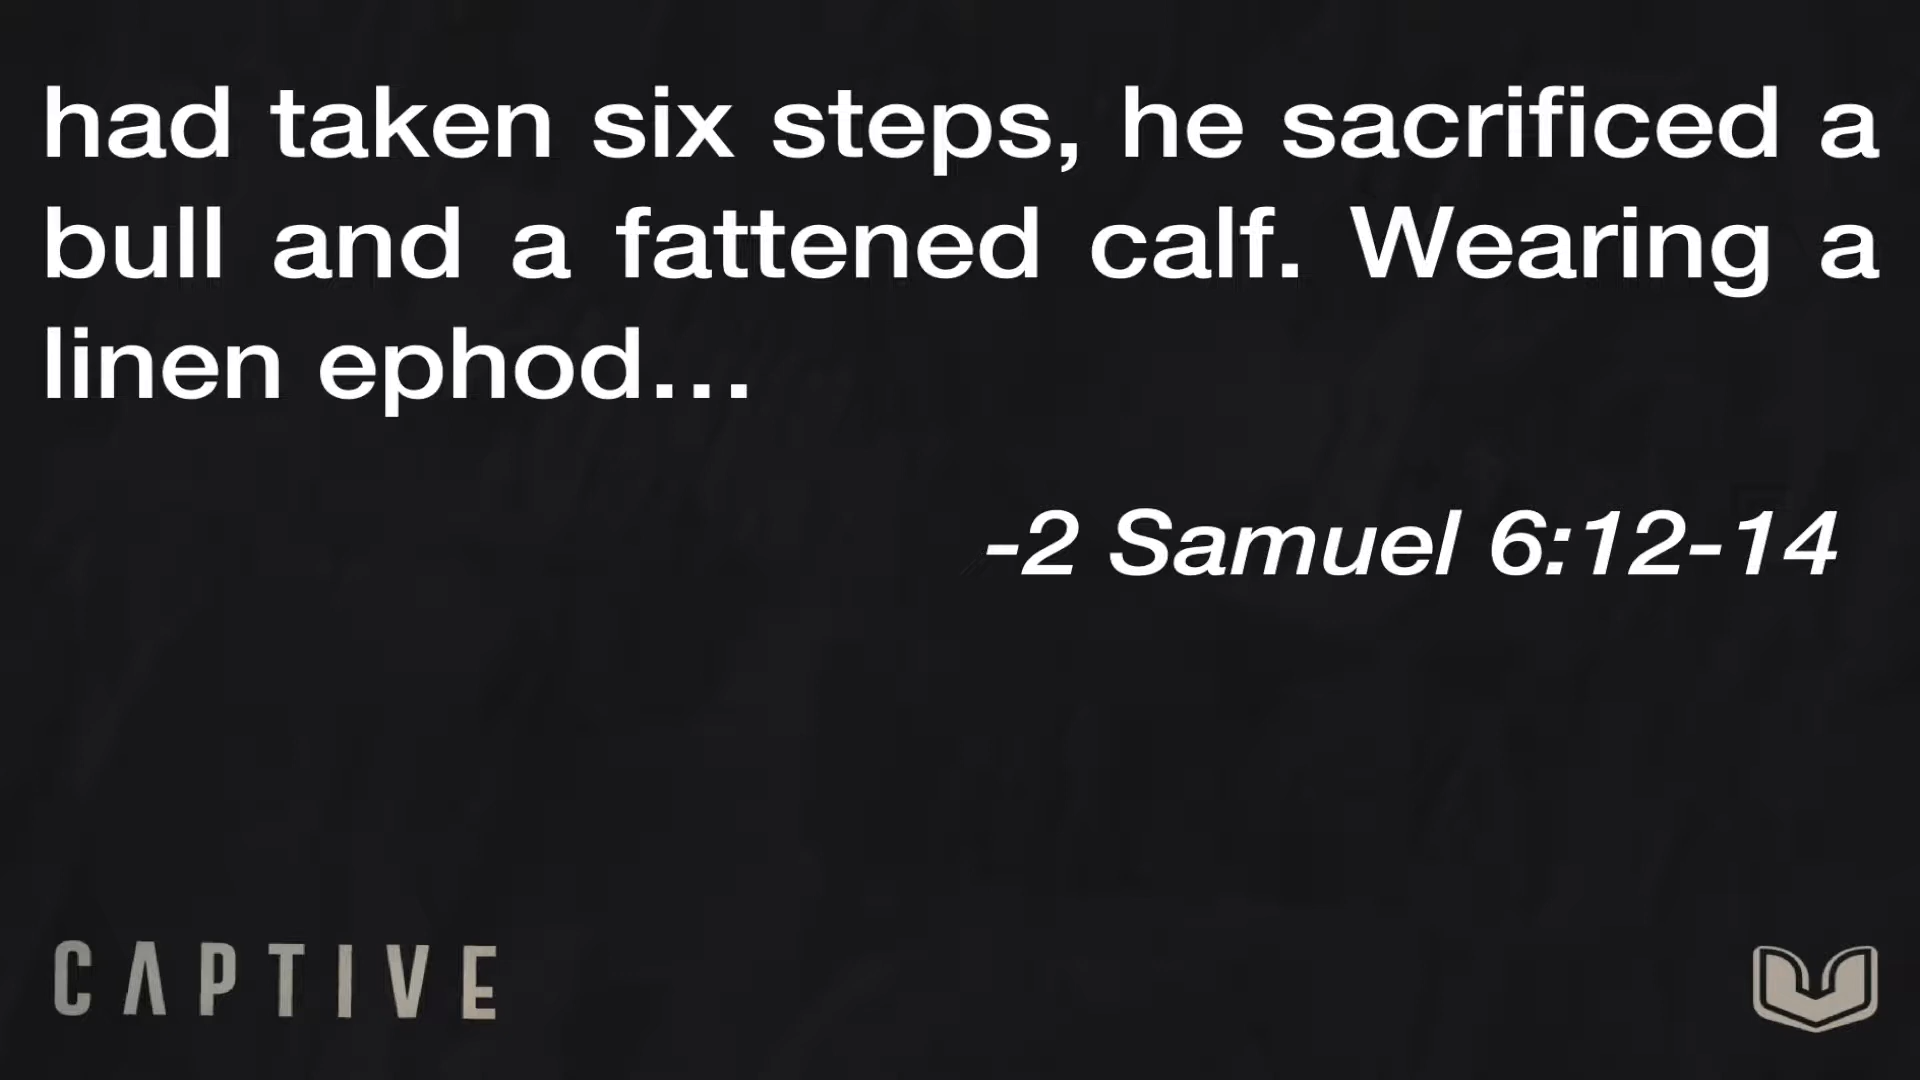 had taken six steps, he sacrificed a
bull and a fattened calf. Wearing a
linen ephod...
-2 Samuel 6:12-14
CAPTIVE